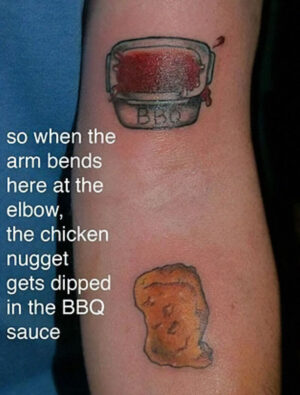 BBQ
so when the
arm bends
here at the
elbow,
the chicken
nugget
gets dipped
in the BBQ
sauce